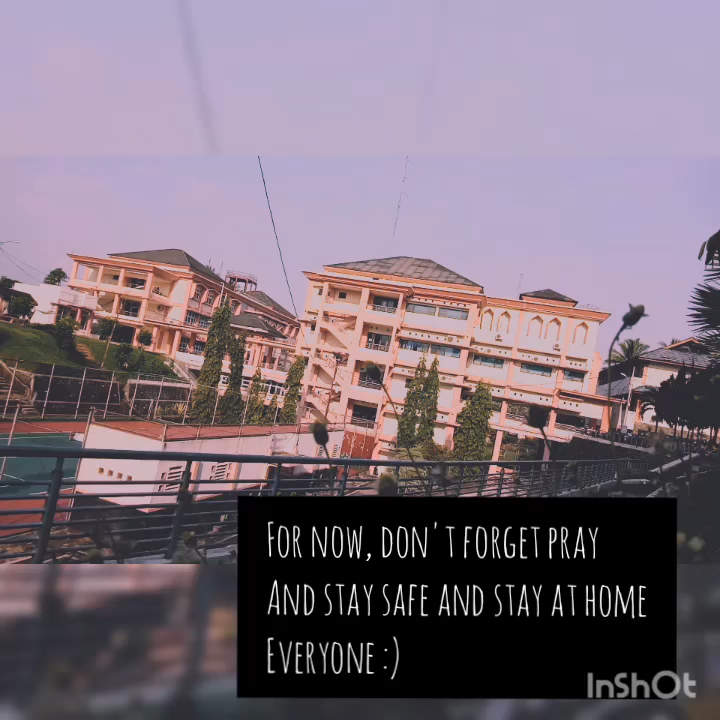 For now, don't forget pray
And stay safe and stay at home
Everyone :)
InShOt